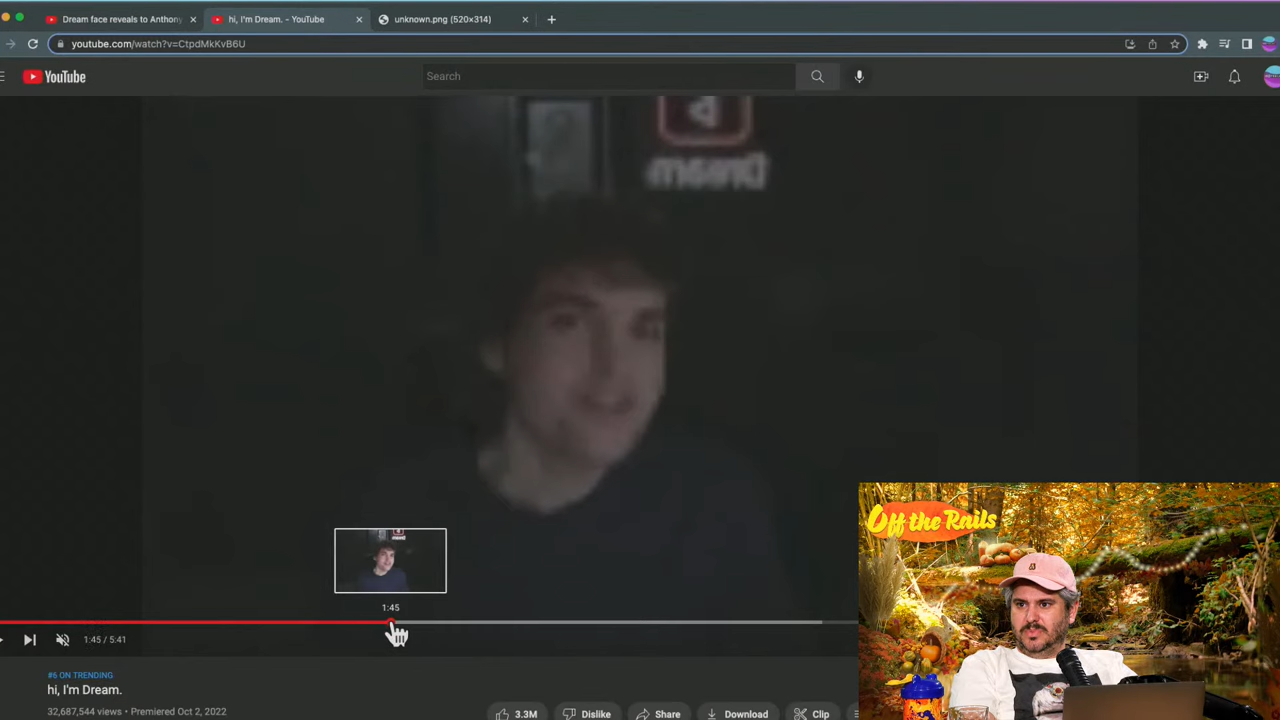 Dream face reveals to Anthony
hi, I'm Dream. - YouTube
unknown.png (520×314)
youtube.com/watch?v=CtpdMkKvB6U
YouTube
Search
Dream
Off the Rails
1:45
1:45 / 5:41
#6 ON TRENDING
hi, I'm Dream.
32,687,544 views • Premiered Oct 2, 2022
3.3M
Dislike
Share
Download
Clip